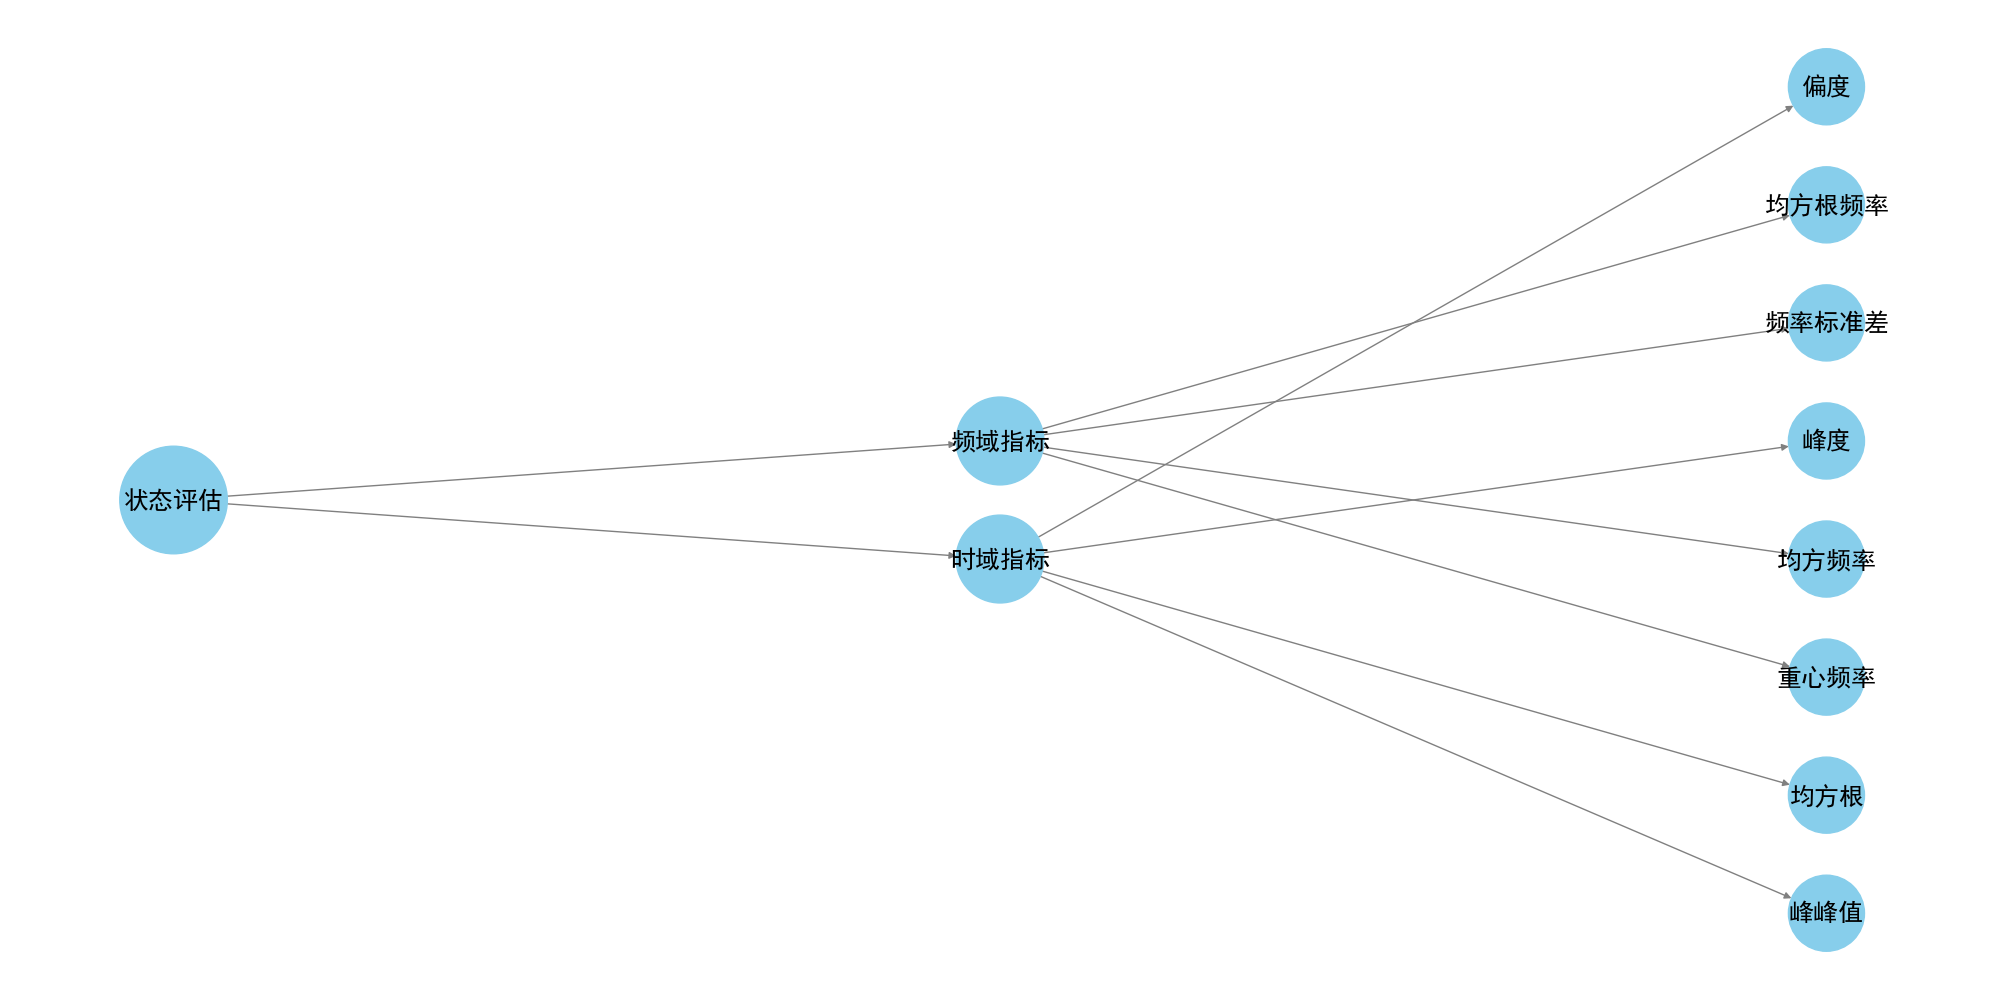 状态评估
频域指标
时域指标
偏度
均方根频率
频率标准差
峰度
均方频率
重心频率
均方根
峰峰值